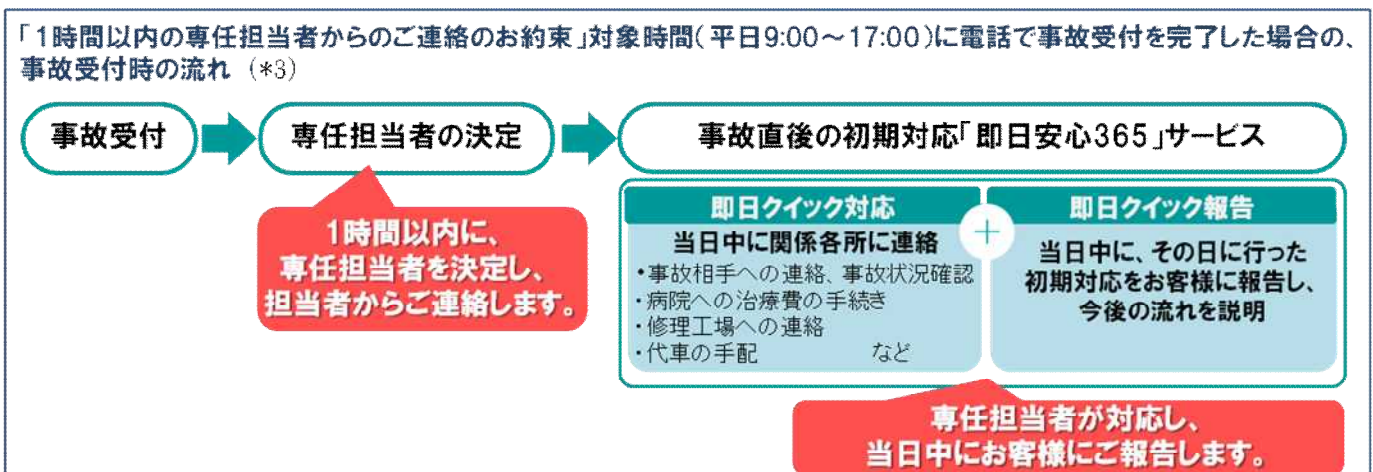 「1時間以内の専任担当者からのご連絡のお約束」対象時間(平日9:00～17:00)に電話で事故受付を完了した場合の、
事故受付時の流れ (*3)
事故受付
専任担当者の決定
事故直後の初期対応「即日安心365」サービス
1時間以内に、
専任担当者を決定し、
担当者からご連絡します。
即日クイック対応
当日中に関係各所に連絡
・事故相手への連絡、事故状況確認
・病院への治療費の手続き
・修理工場への連絡
・代車の手配 など
+
即日クイック報告
当日中に、その日に行った
初期対応をお客様に報告し、
今後の流れを説明
専任担当者が対応し、
当日中にお客様にご報告します。